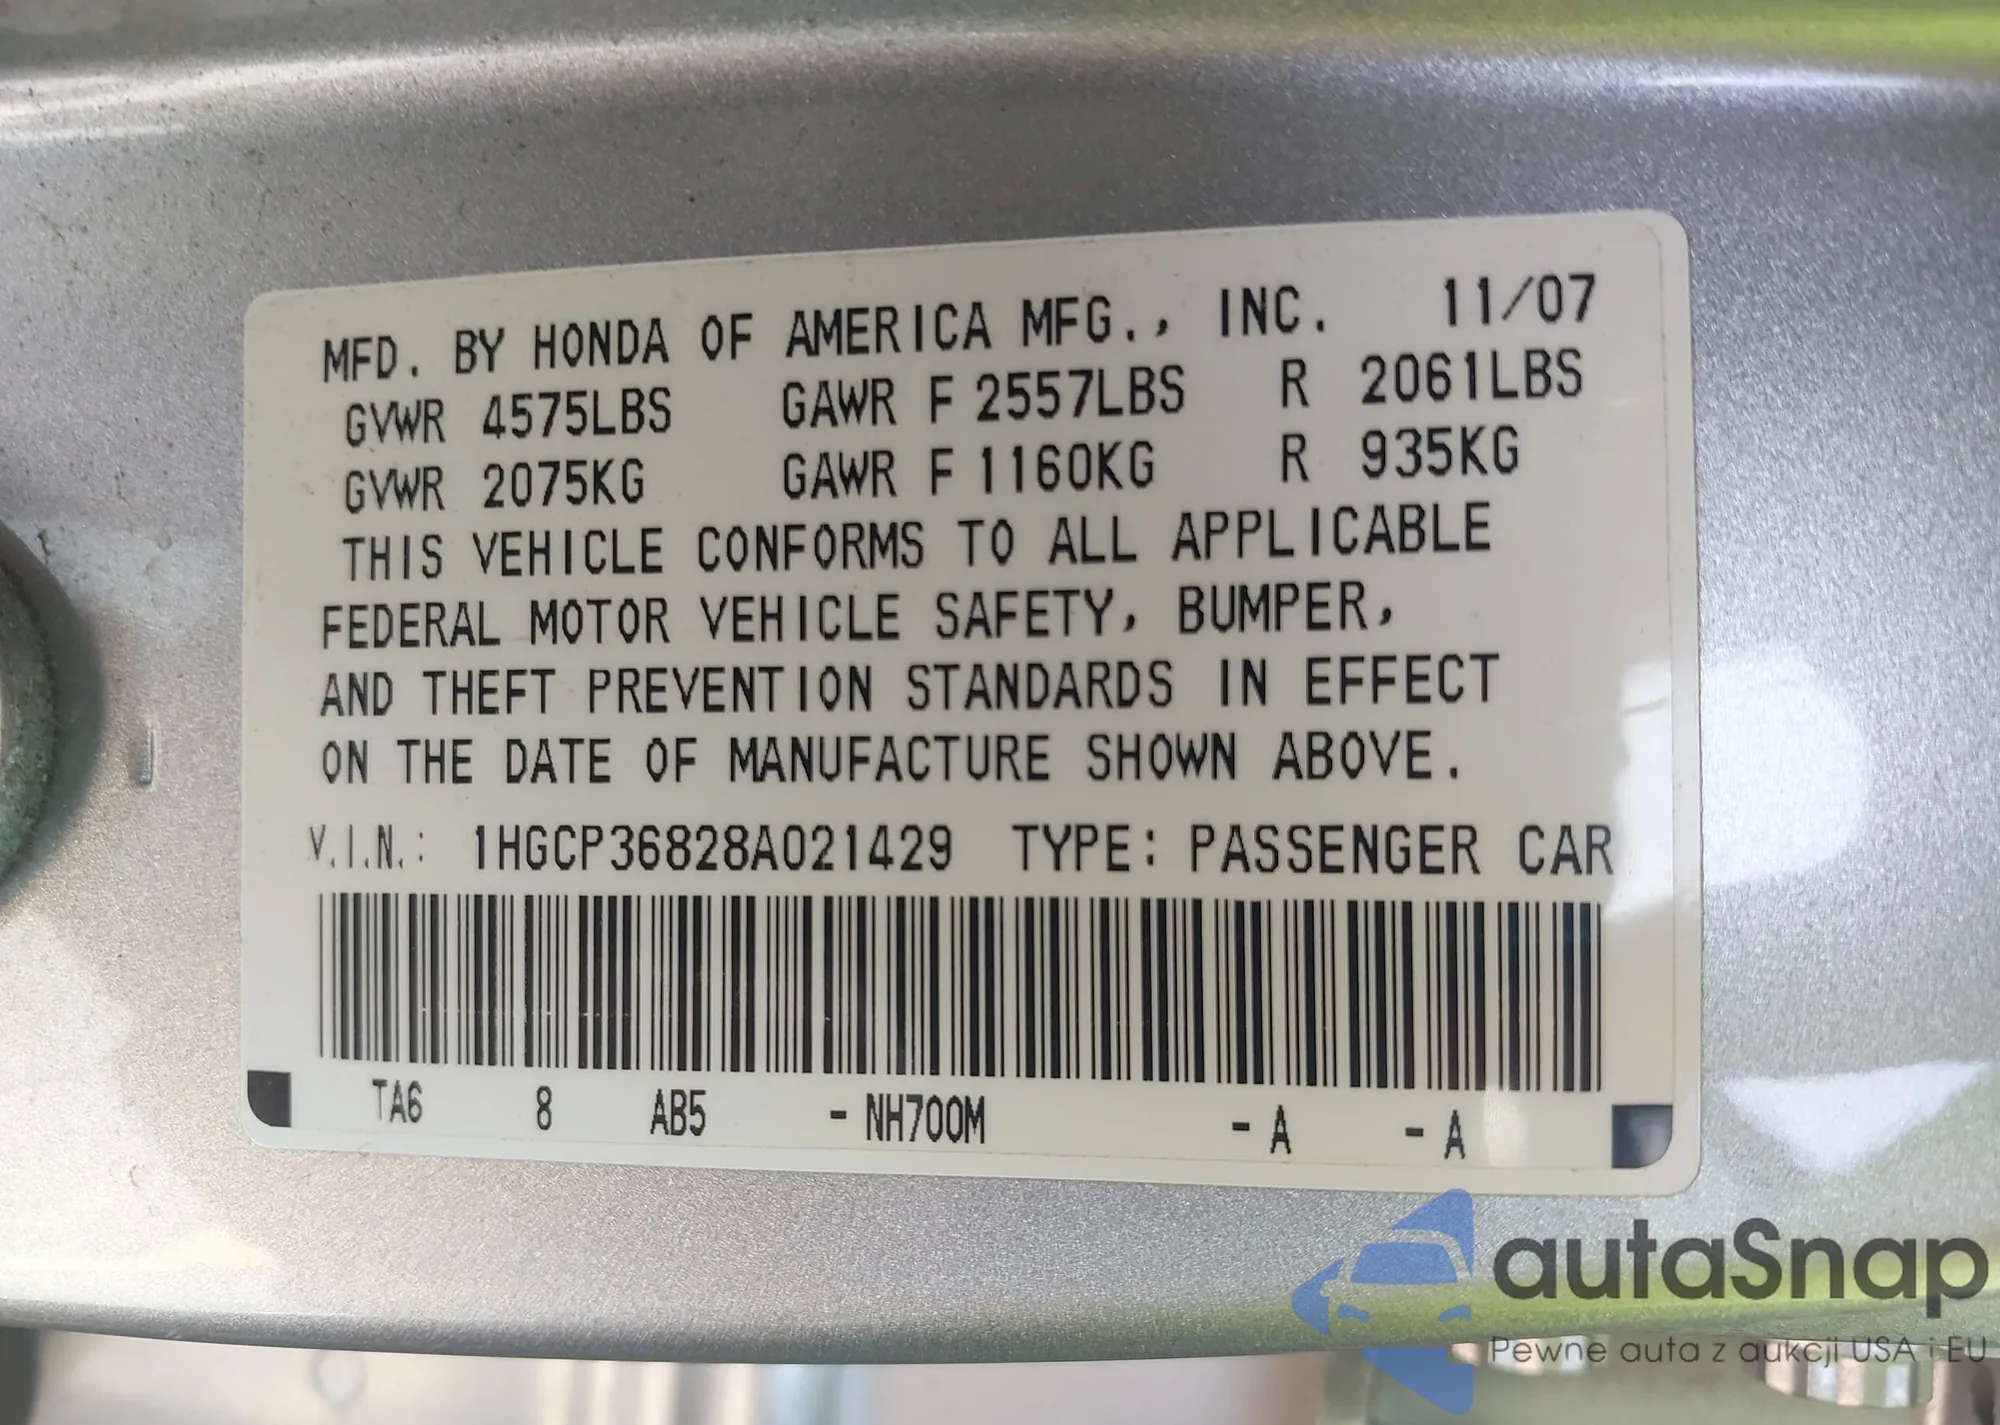 MFD. BY HONDA OF AMERICA MFG., INC. 11/07
GVWR 4575LBS GAWR F 2557LBS R 2061LBS
GVWR 2075KG GAWR F 1160KG R 935KG
THIS VEHICLE CONFORMS TO ALL APPLICABLE
FEDERAL MOTOR VEHICLE SAFETY, BUMPER,
AND THEFT PREVENTION STANDARDS IN EFFECT
ON THE DATE OF MANUFACTURE SHOWN ABOVE.
V.I.N.: 1HGCP36828A021429 TYPE: PASSENGER CAR
TA6 8 AB5 - NH700M - A - A
autaSnap
Pewne auta z aukcji USA i EU